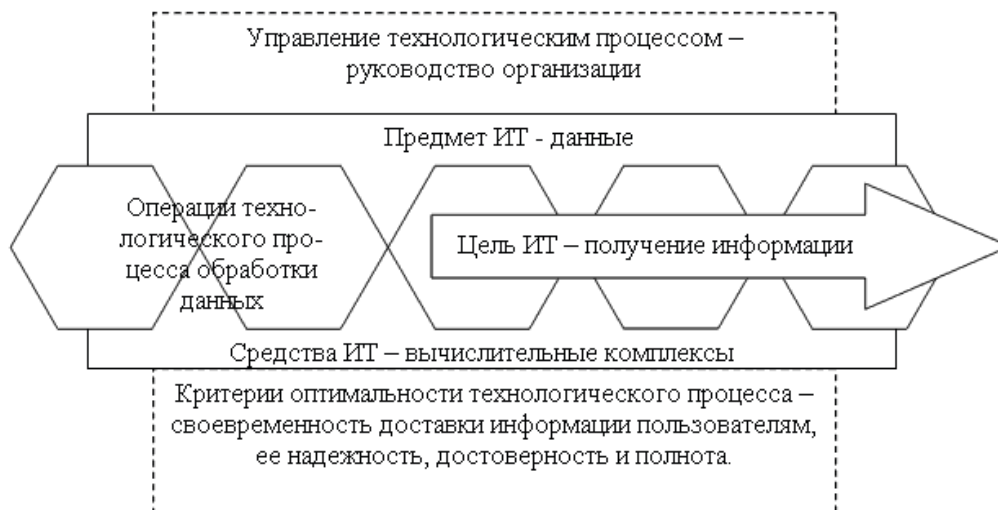 Управление технологическим процессом –
руководство организации
Предмет ИТ - данные
Операции техно-
логического про-
цесса обработки
данных
Цель ИТ – получение информации
Средства ИТ – вычислительные комплексы
Критерии оптимальности технологического процесса –
своевременность доставки информации пользователям,
ее надежность, достоверность и полнота.